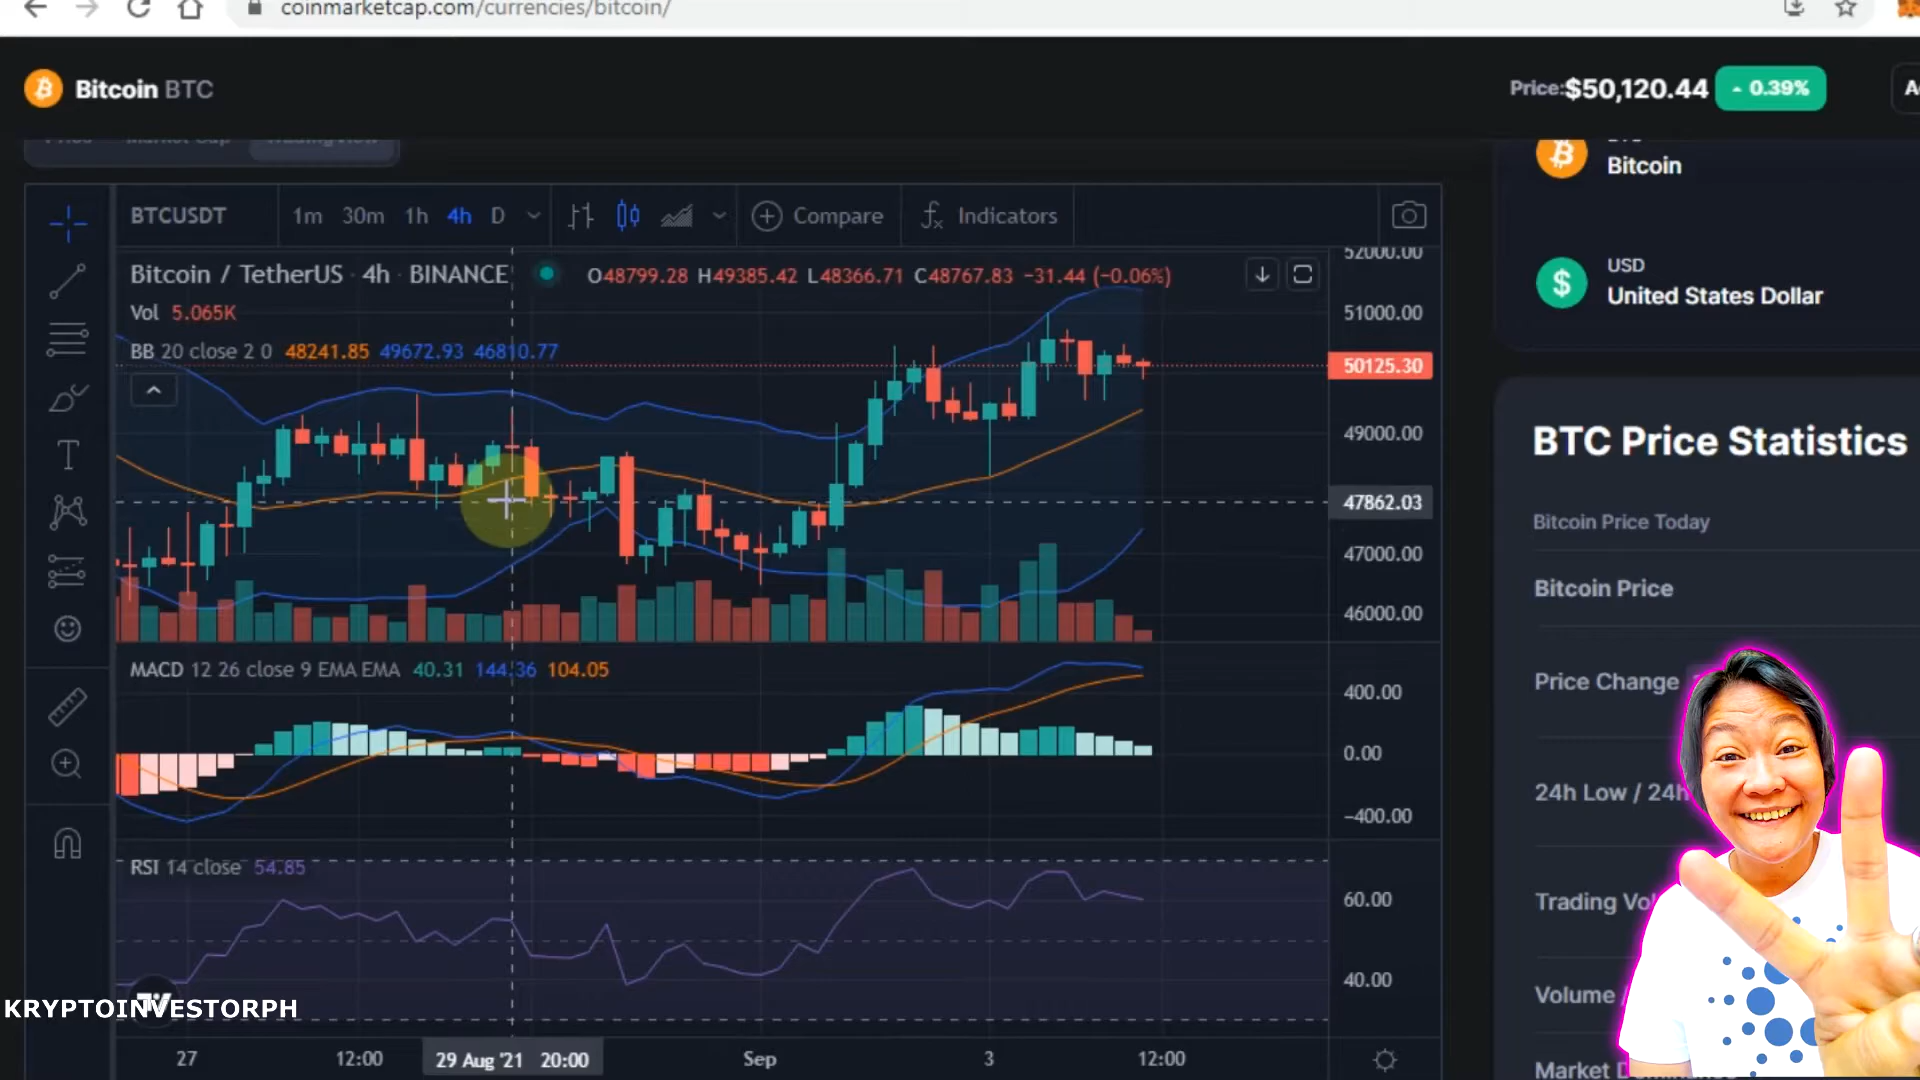 coinmarketcap.com/currencies/bitcoin/
Bitcoin BTC
Price:$50,120.44 0.39%
Bitcoin
USD
United States Dollar
BTCUSDT 1m 30m 1h 4h D Compare Indicators
Bitcoin / TetherUS · 4h · BINANCE O48799.28 H49385.42 L48366.71 C48767.83 −31.44 (−0.06%)
Vol 5.065K
BB 20 close 2 0 48241.85 49672.93 46810.77
52000.00
51000.00
50125.30
49000.00
47862.03
47000.00
46000.00
MACD 12 26 close 9 EMA EMA 40.31 144.36 104.05
400.00
0.00
−400.00
RSI 14 close 54.85
60.00
40.00
27 12:00 29 Aug '21 20:00 Sep 3 12:00
BTC Price Statistics
Bitcoin Price Today
Bitcoin Price
Price Change
24h Low / 24h
Trading Vol
Volume
KRYPTOINVESTORPH